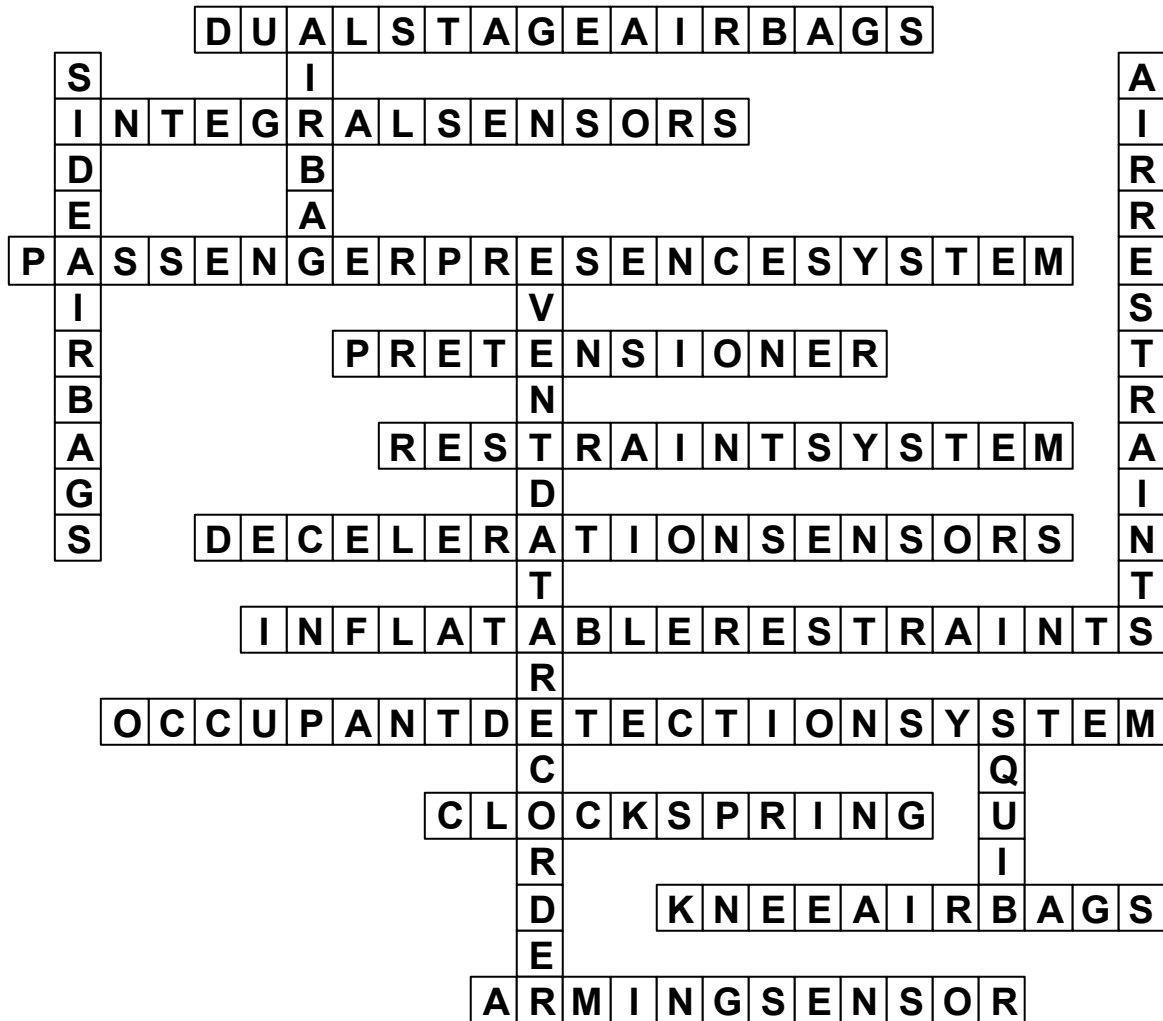 DUALSTAGEAIRBAGS
SIDEAIRBAGS
AIRBAG
AIRRESTRAINTS
INTEGRALSENSORS
PASSENGERPRESENCESYSTEM
EVENTDATARECORDER
PRETENSIONER
RESTRAINTSYSTEM
DECELERATIONSENSORS
INFLATABLERESTRAINTS
OCCUPANTDETECTIONSYSTEM
SQUIB
CLOCKSPRING
KNEEAIRBAGS
ARMINGSENSOR